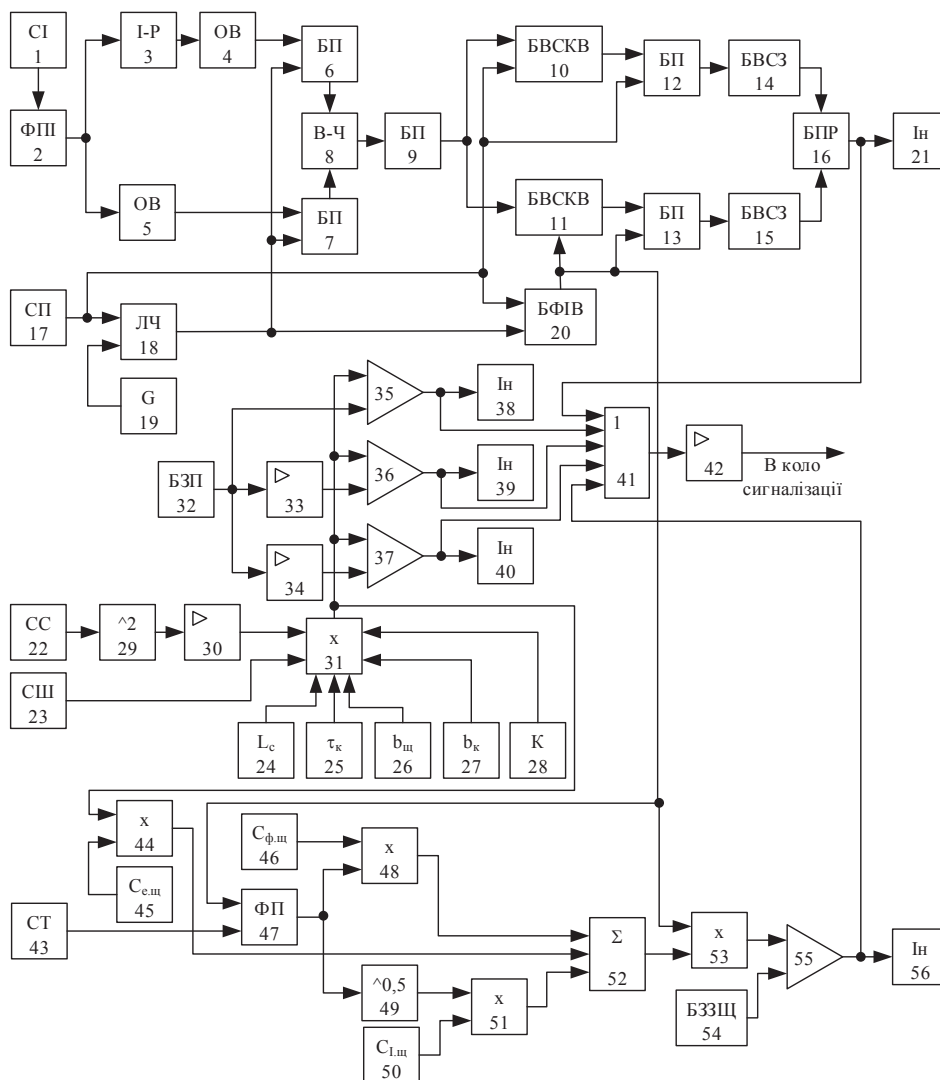 СІ
1
І-Р
3
ОВ
4
БП
6
БВСКВ
10
БП
12
БВСЗ
14
ФПІ
2
В-Ч
8
БП
9
БПР
16
Ін
21
ОВ
5
БП
7
БВСКВ
11
БП
13
БВСЗ
15
СП
17
ЛЧ
18
БФІВ
20
G
19
35
Ін
38
1
41
42
В коло
сигналізації
БЗП
32
33
36
Ін
39
34
37
Ін
40
СС
22
^2
29
30
х
31
СШ
23
Lс
24
τк
25
bщ
26
bк
27
К
28
х
44
Cф.щ
46
х
48
Cе.щ
45
СТ
43
ФП
47
Σ
52
х
53
55
Ін
56
^0,5
49
х
51
БЗЗЩ
54
CІ.щ
50